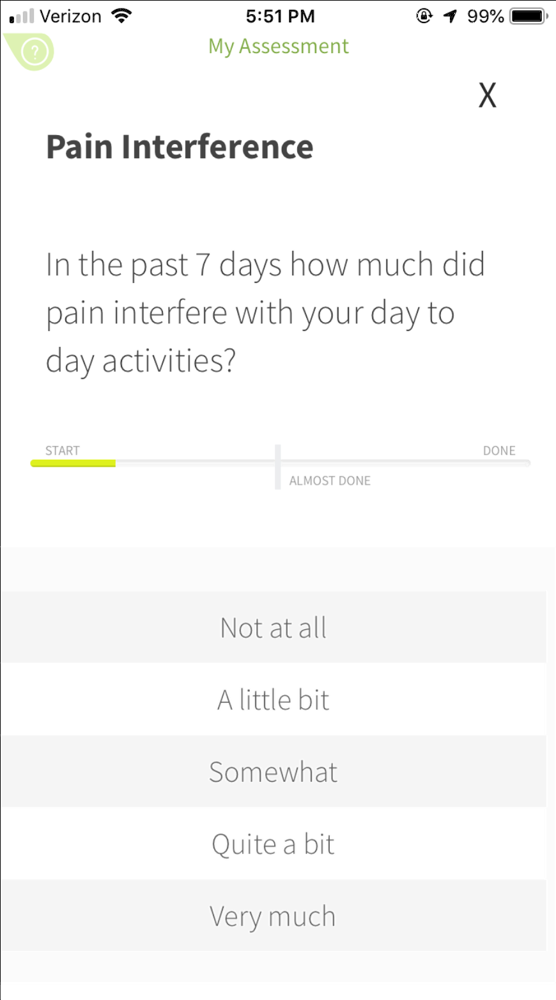 Verizon 5:51 PM 99%
?
My Assessment
X
Pain Interference
In the past 7 days how much did
pain interfere with your day to
day activities?
START DONE
ALMOST DONE
Not at all
A little bit
Somewhat
Quite a bit
Very much